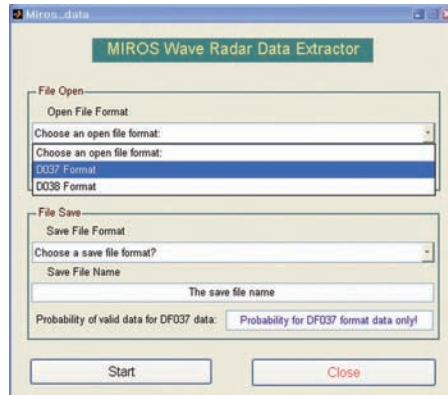 Miros_data
MIROS Wave Radar Data Extractor
File Open
Open File Format
Choose an open file format:
Choose an open file format:
D037 Format
D038 Format
File Save
Save File Format
Choose a save file format?
Save File Name
The save file name
Probability of valid data for DF037 data: Probability for DF037 format data only!
Start Close